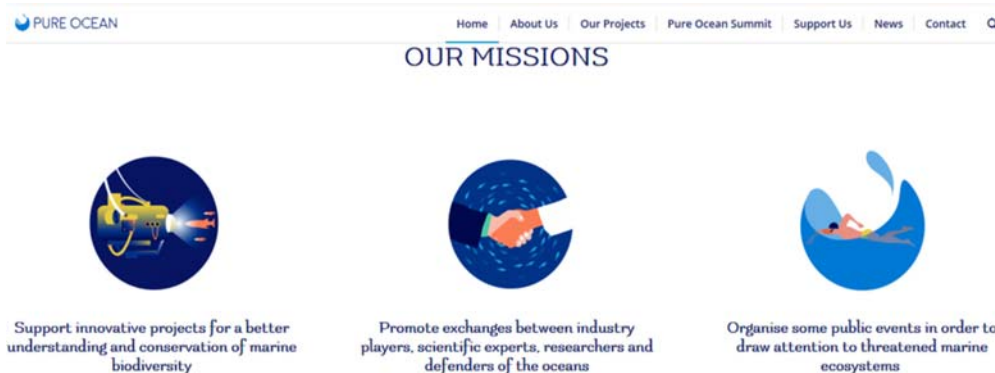 PURE OCEAN
Home About Us Our Projects Pure Ocean Summit Support Us News Contact
OUR MISSIONS
Support innovative projects for a better
understanding and conservation of marine
biodiversity
Promote exchanges between industry
players, scientific experts, researchers and
defenders of the oceans
Organise some public events in order to
draw attention to threatened marine
ecosystems